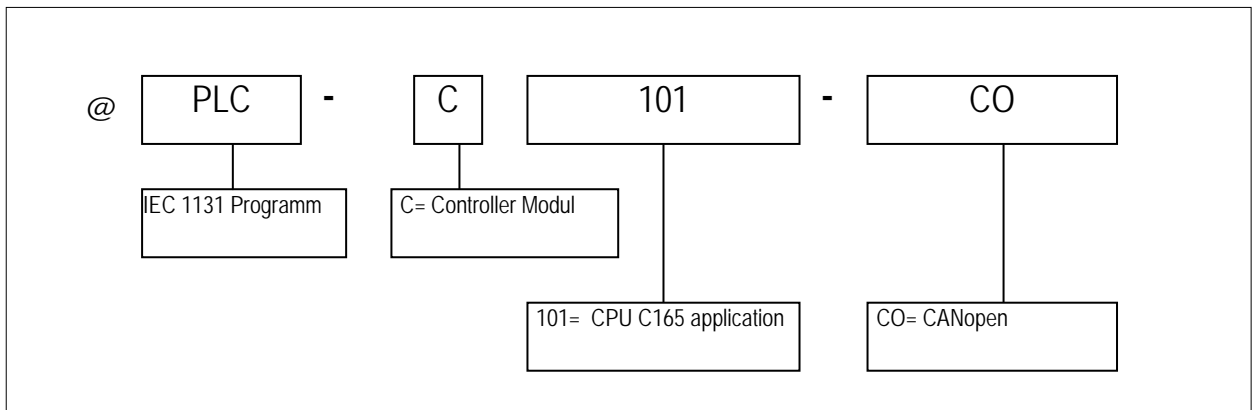 @ PLC - C 101 - CO
IEC 1131 Programm C= Controller Modul
101= CPU C165 application CO= CANopen